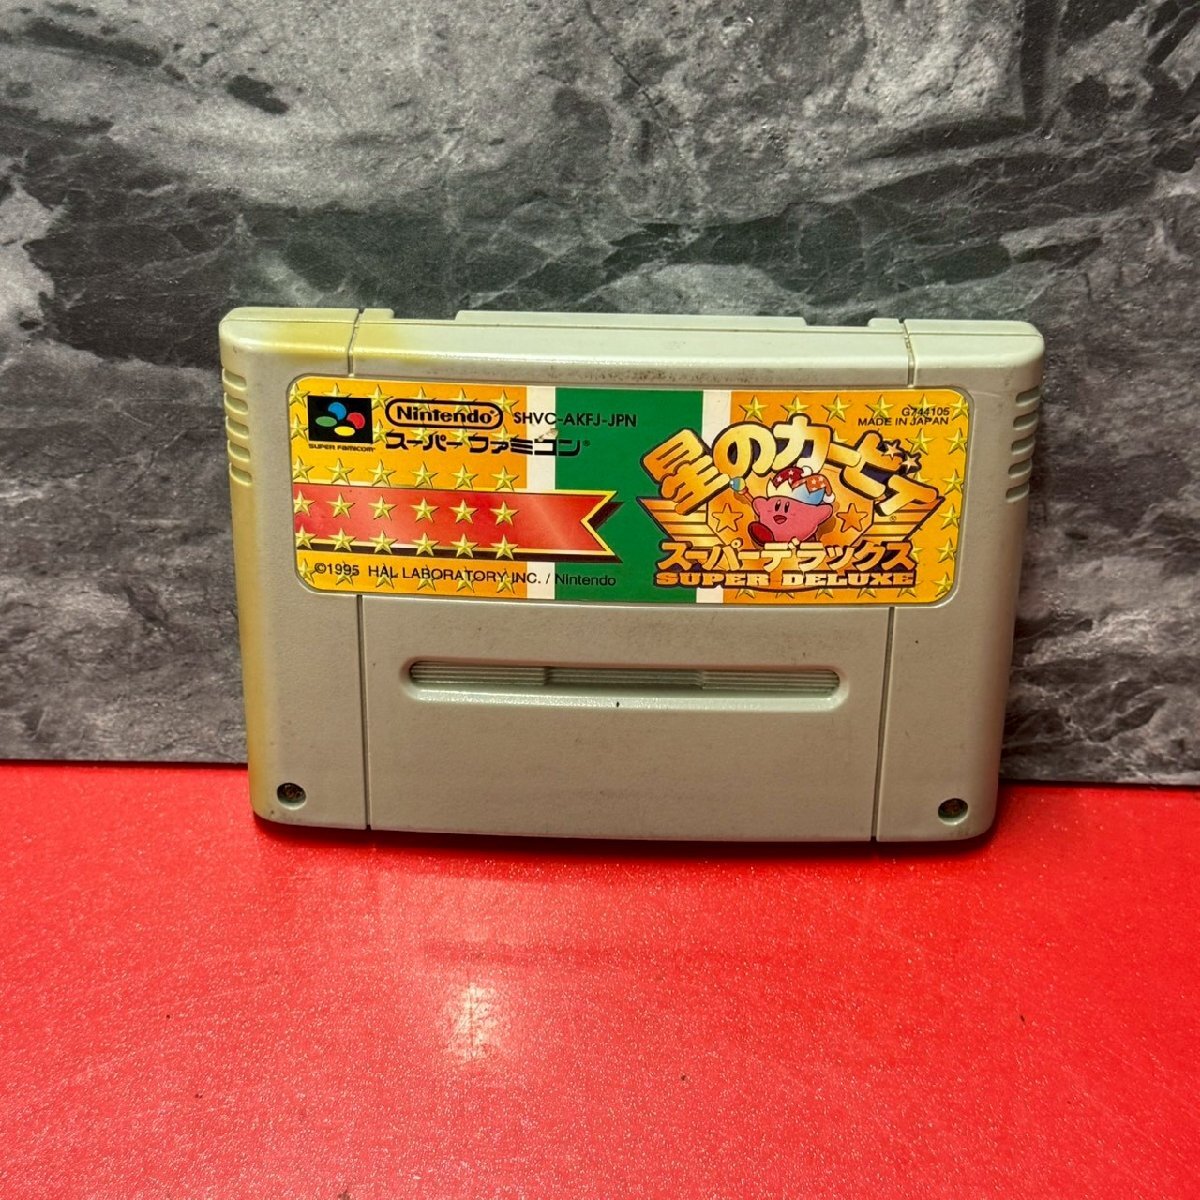 SUPER FAMICOM
Nintendo®
SHVC-AKFJ-JPN
スーパーファミコン®
©1995 HAL LABORATORY,INC. / Nintendo
G744105
MADE IN JAPAN
星のカービィ
スーパーデラックス
SUPER DELUXE